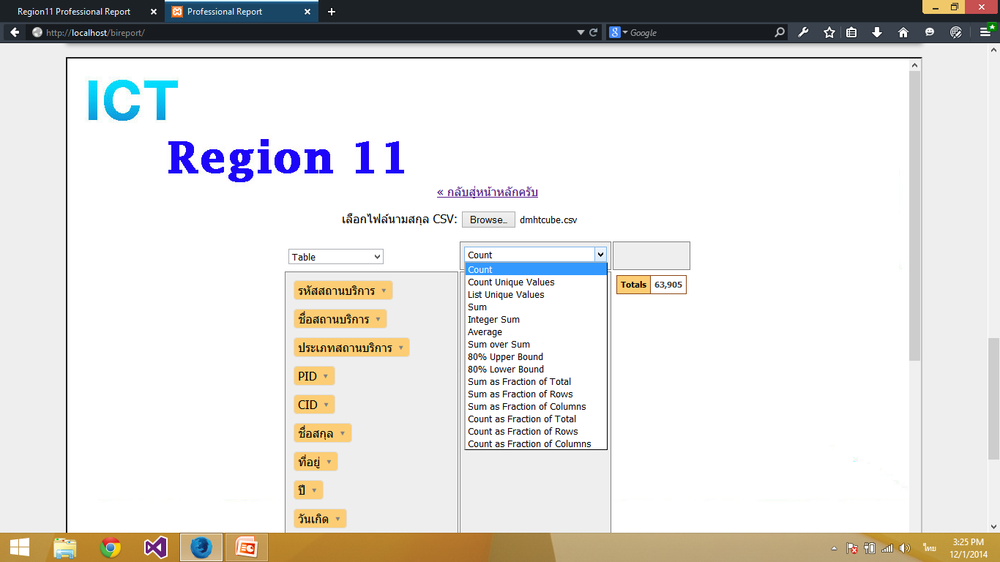 Region11 Professional Report
Professional Report
http://localhost/bireport/
Google
ICT
Region 11
« กลับสู่หน้าหลักครับ
เลือกไฟล์นามสกุล CSV: Browse_ dmhtcube.csv
Table
Count
Count
Count Unique Values
List Unique Values
Sum
Integer Sum
Average
Sum over Sum
80% Upper Bound
80% Lower Bound
Sum as Fraction of Total
Sum as Fraction of Rows
Sum as Fraction of Columns
Count as Fraction of Total
Count as Fraction of Rows
Count as Fraction of Columns
Totals 63,905
รหัสสถานบริการ
ชื่อสถานบริการ
ประเภทสถานบริการ
PID
CID
ชื่อสกุล
ที่อยู่
ปี
วันเกิด
ไทย
3:25 PM
12/1/2014